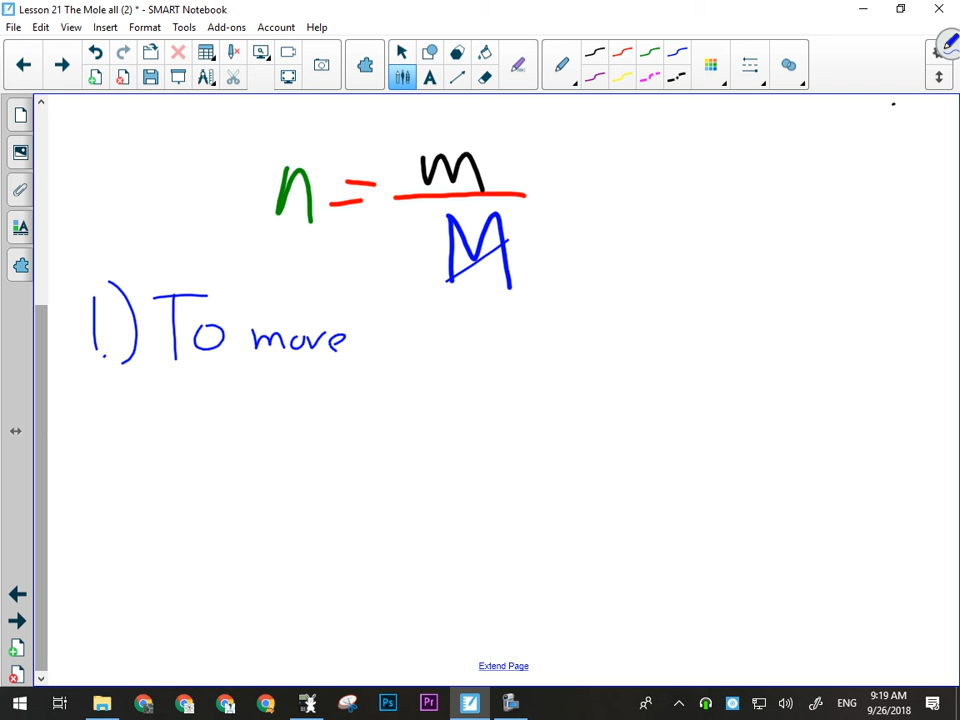 Lesson 21 The Mole all (2) * - SMART Notebook
File Edit View Insert Format Tools Add-ons Account Help
n = m
M
1.) To move
Extend Page
ENG
9:19 AM
9/26/2018